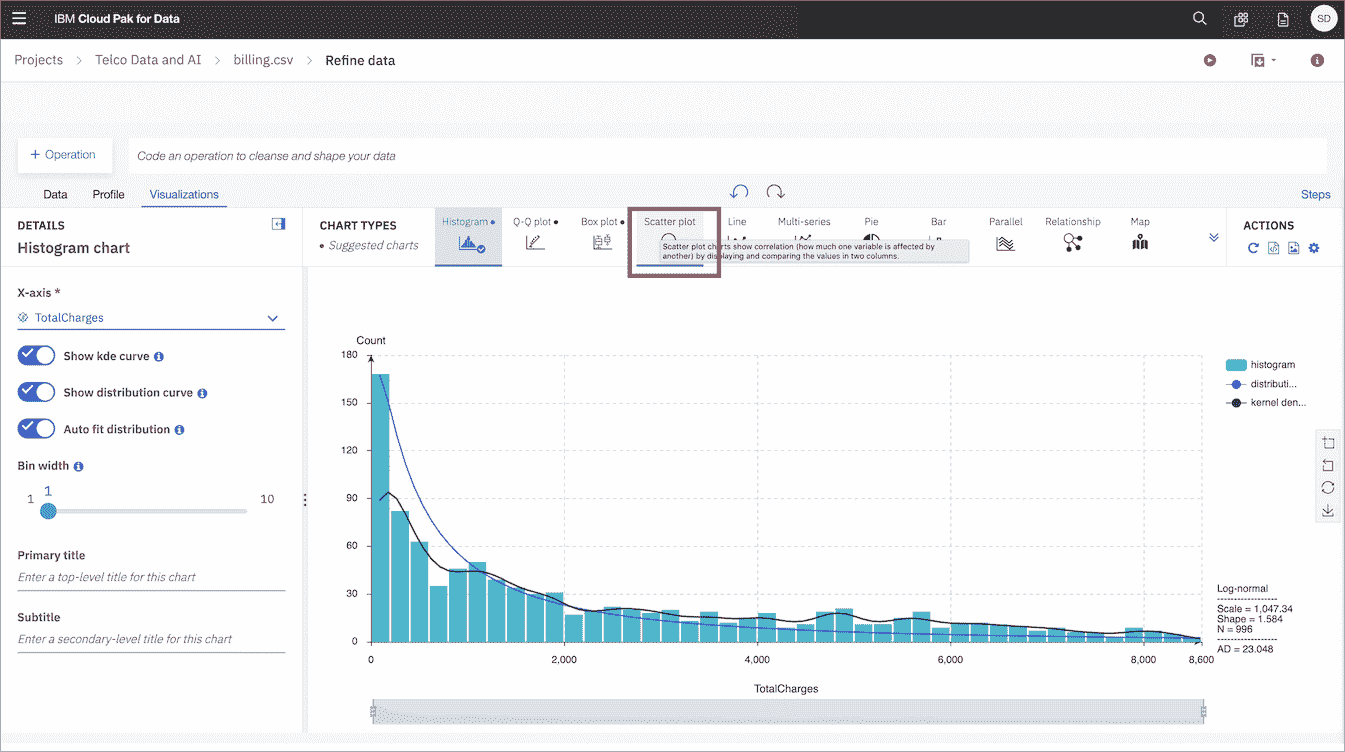 IBM Cloud Pak for Data
SD
Projects > Telco Data and AI > billing.csv > Refine data
+ Operation
Code an operation to cleanse and shape your data
Data Profile Visualizations
Steps
DETAILS
Histogram chart
CHART TYPES
• Suggested charts
Histogram •
Q-Q plot •
Box plot •
Scatter plot
Line
Multi-series
Pie
Bar
Parallel
Relationship
Map
Scatter plot charts show correlation (how much one variable is affected by
another) by displaying and comparing the values in two columns.
ACTIONS
X-axis *
TotalCharges
Show kde curve
Show distribution curve
Auto fit distribution
Bin width
1
1
10
Primary title
Enter a top-level title for this chart
Subtitle
Enter a secondary-level title for this chart
Count
180
150
120
90
60
30
0
0 2,000 4,000 6,000 8,000 8,600
TotalCharges
histogram
distributi...
kernel den...
Log-normal
Scale = 1,047.34
Shape = 1.584
N = 996
AD = 23.048